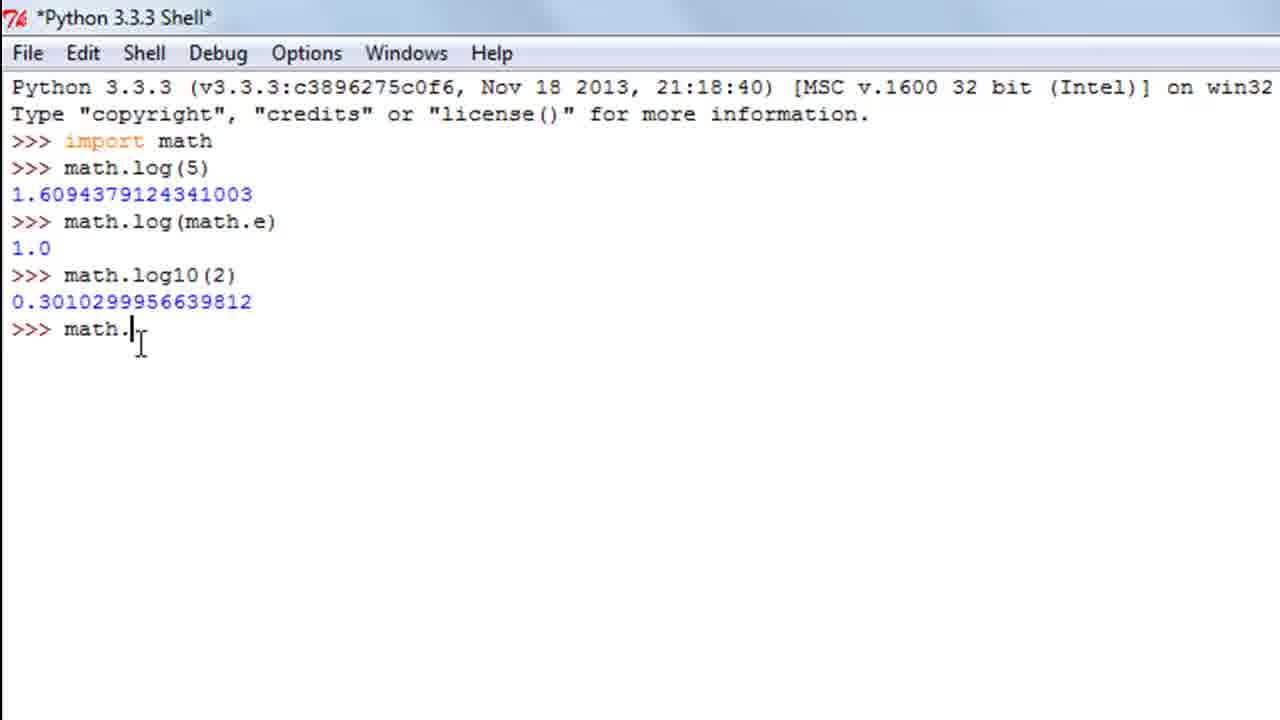 *Python 3.3.3 Shell*
File Edit Shell Debug Options Windows Help
Python 3.3.3 (v3.3.3:c3896275c0f6, Nov 18 2013, 21:18:40) [MSC v.1600 32 bit (Intel)] on win32
Type "copyright", "credits" or "license()" for more information.
>>> import math
>>> math.log(5)
1.6094379124341003
>>> math.log(math.e)
1.0
>>> math.log10(2)
0.3010299956639812
>>> math.